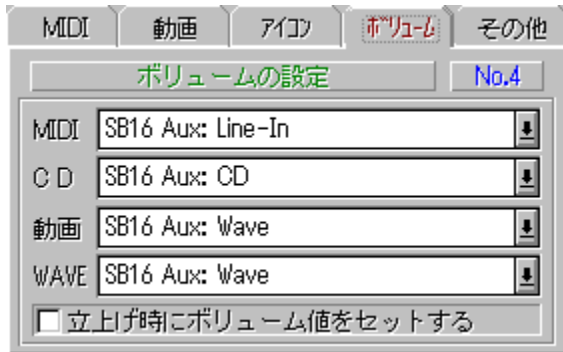 MIDI 動画 ｱｲｺﾝ ﾎﾞﾘｭｰﾑ その他
ボリュームの設定 No.4
MIDI SB16 Aux: Line-In
CD SB16 Aux: CD
動画 SB16 Aux: Wave
WAVE SB16 Aux: Wave
立上げ時にボリューム値をセットする